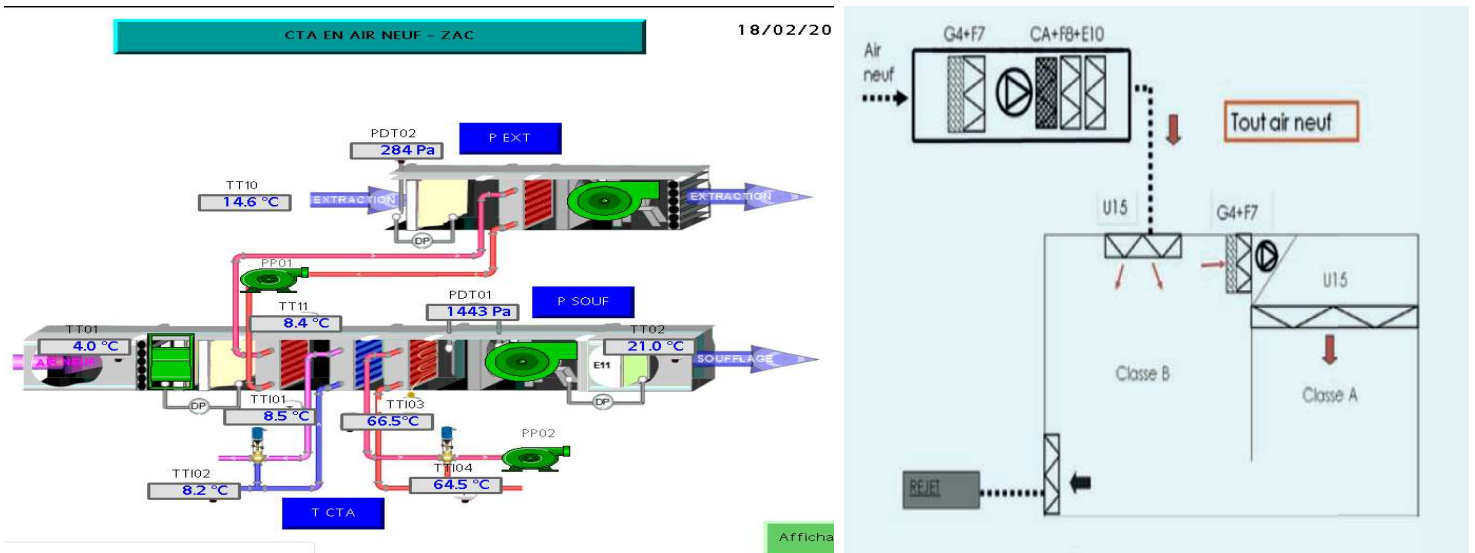 CTA EN AIR NEUF - ZAC
18/02/20
PDT02
284 Pa
P EXT
TT10
14.6 °C
EXTRACTION
EXTRACTION
DP
PP01
TT11
8.4 °C
PDT01
1443 Pa
P SOUF
TT01
4.0 °C
AIR NEUF
TT02
21.0 °C
SOUFFLAGE
E11
DP
DP
TTI01
8.5 °C
TTI03
66.5°C
PP02
TTI02
8.2 °C
TTI04
64.5 °C
T CTA
Afficha
G4+F7
CA+F8+E10
Air
neuf
Tout air neuf
U15
G4+F7
U15
Classe B
Classe A
REJET